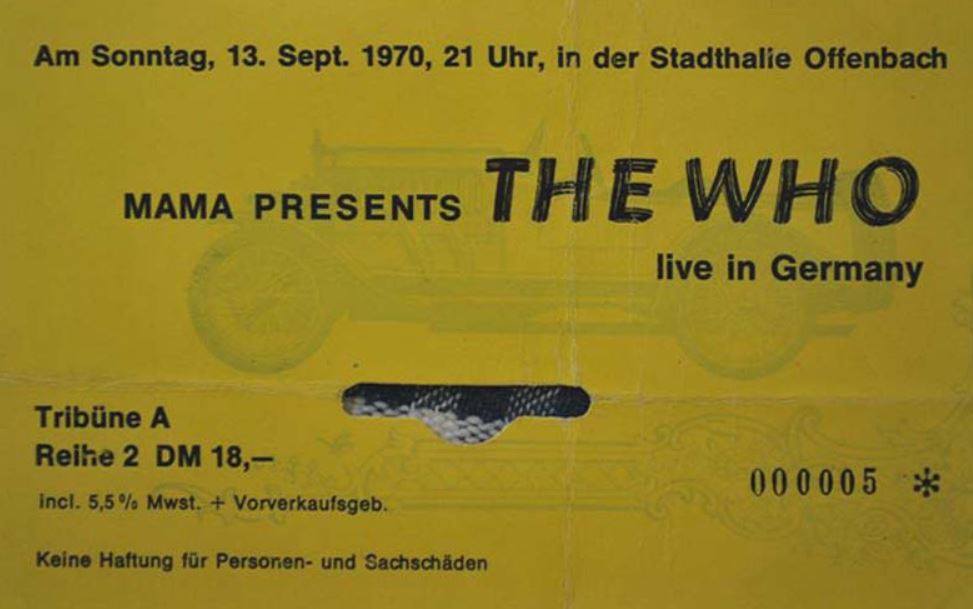 Am Sonntag, 13. Sept. 1970, 21 Uhr, in der Stadthalle Offenbach
MAMA PRESENTS THE WHO
live in Germany
Tribüne A
Reihe 2 DM 18,—
incl. 5,5% Mwst. + Vorverkaufsgeb.
000005 *
Keine Haftung für Personen- und Sachschäden